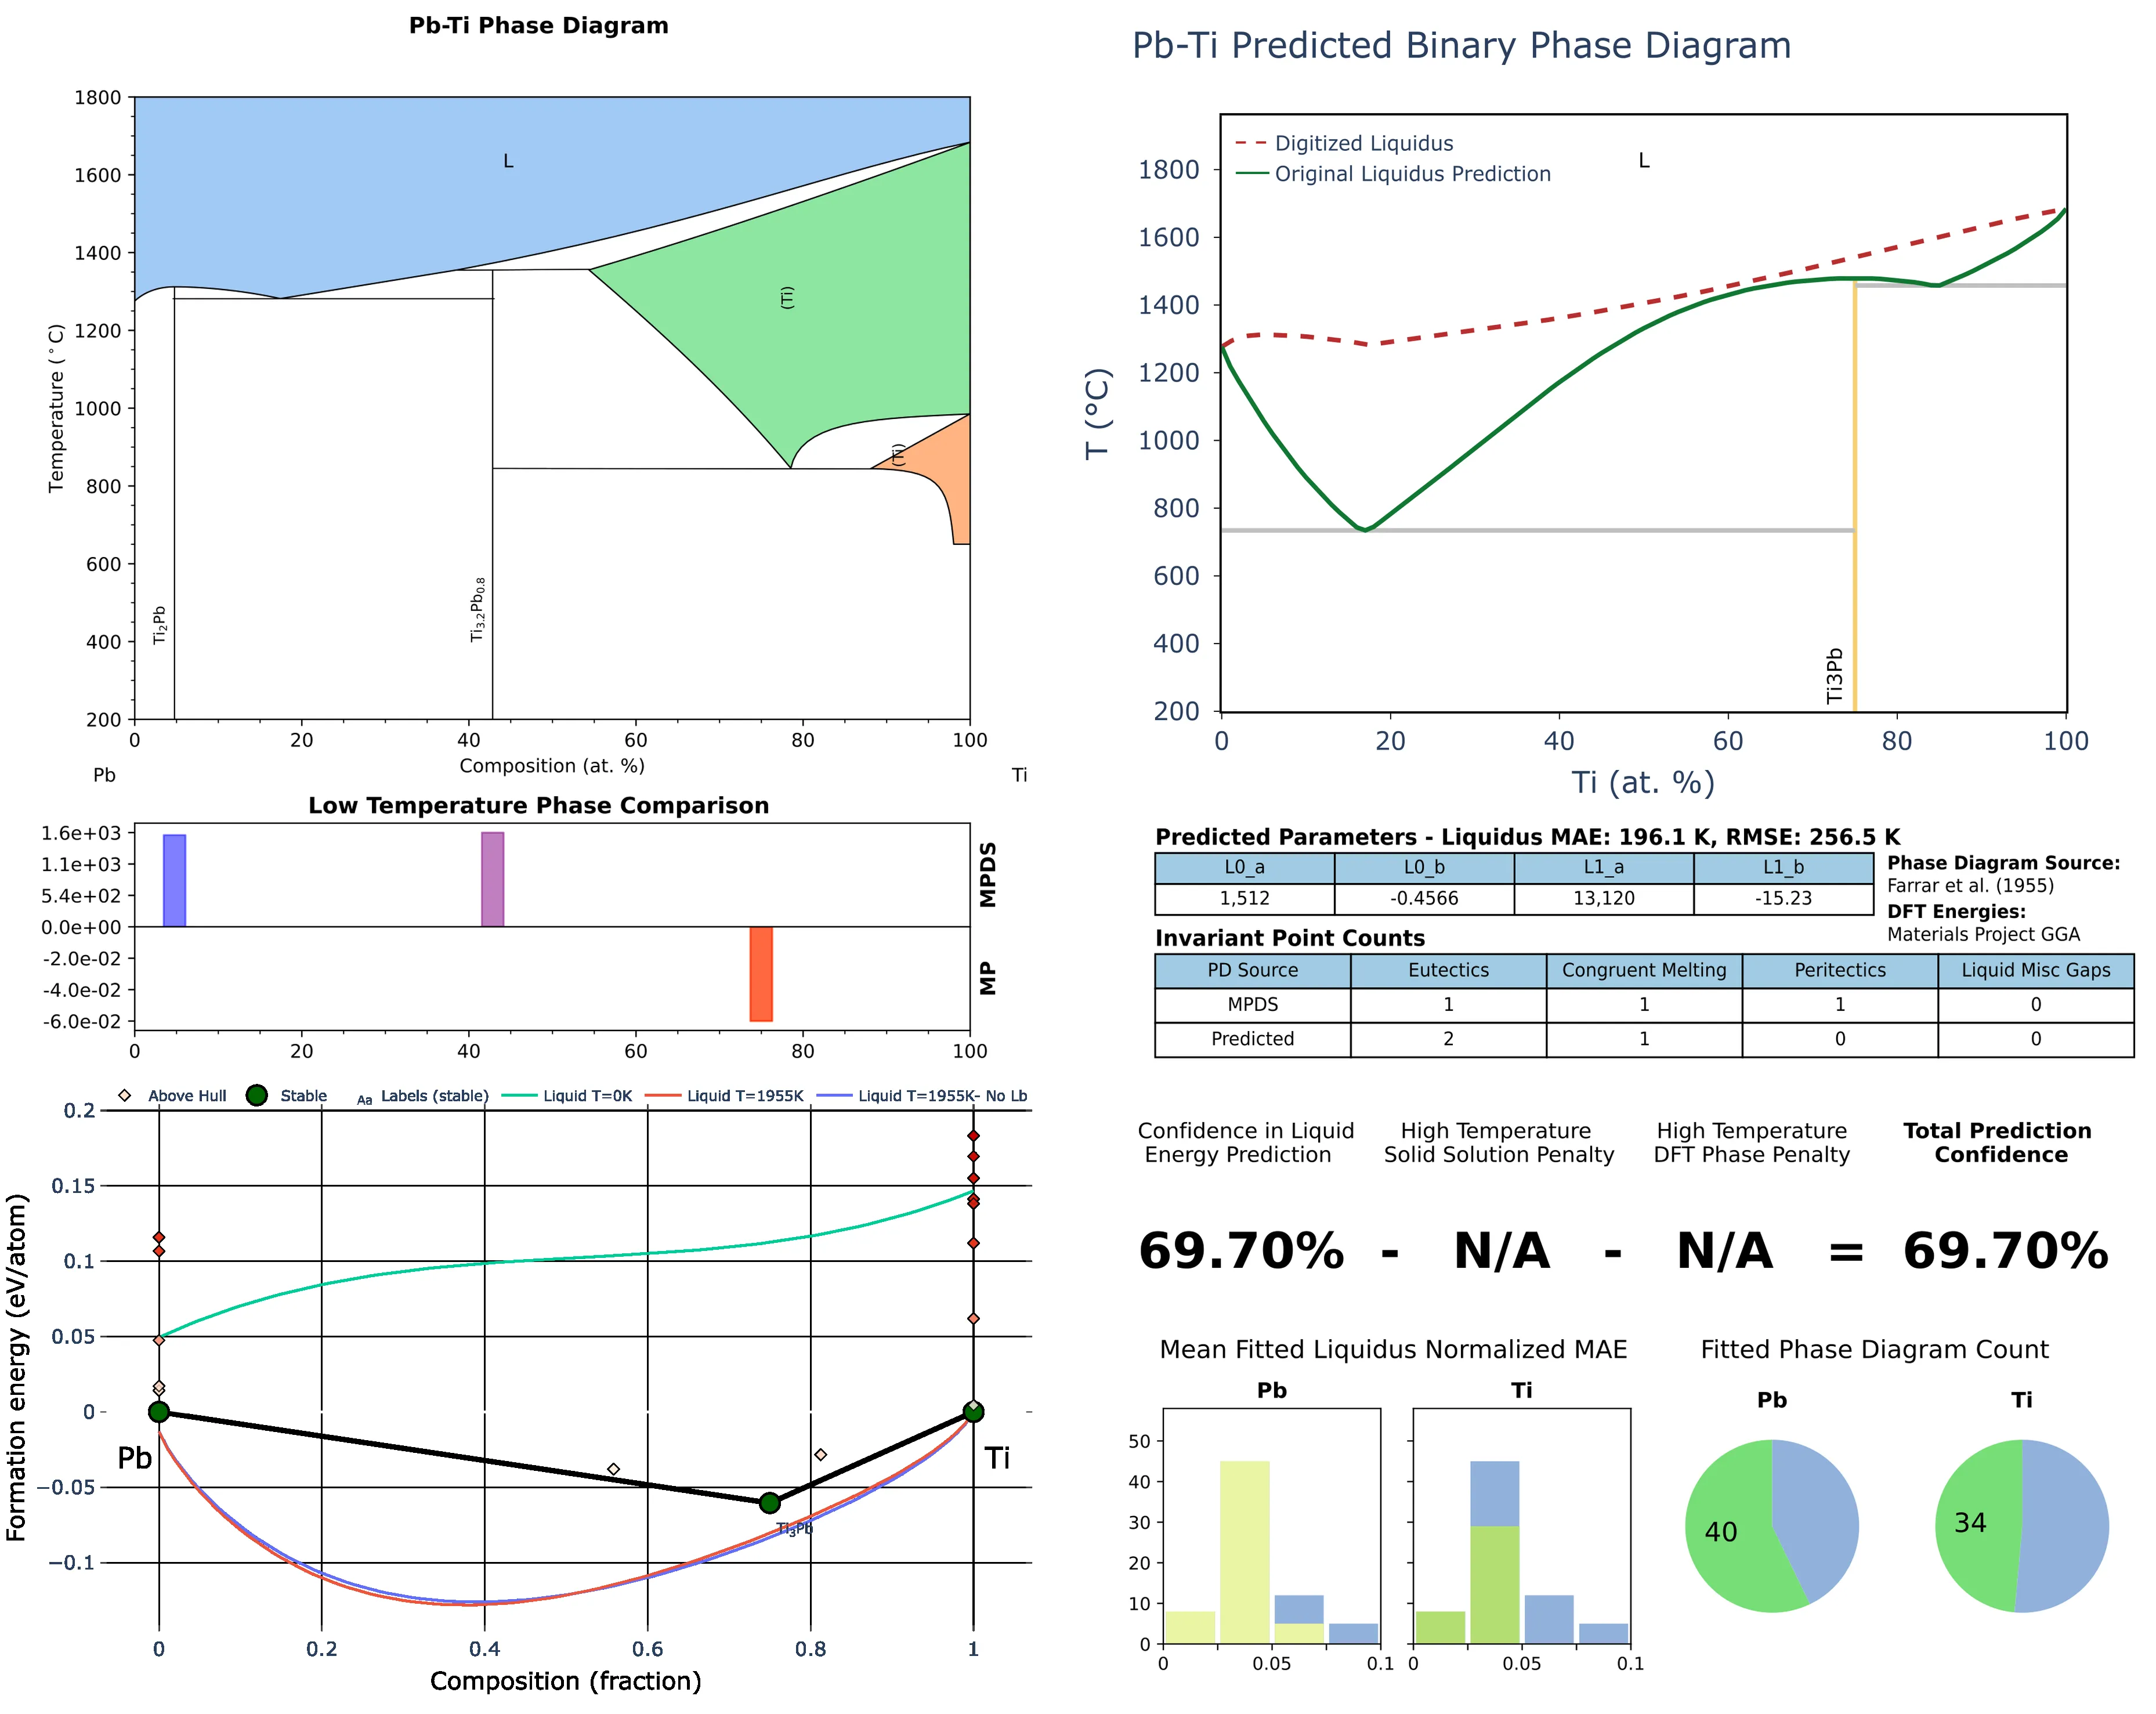 Pb-Ti Phase Diagram
1800
1600
1400
1200
1000
800
600
400
200
Temperature (°C)
L
(Ti)
(Ti)
Ti2Pb
Ti3.2Pb0.8
0 20 40 60 80 100
Composition (at. %)
Pb
Ti
Low Temperature Phase Comparison
1.6e+03
1.1e+03
5.4e+02
0.0e+00
-2.0e-02
-4.0e-02
-6.0e-02
MPDS
MP
0 20 40 60 80 100
Above Hull Stable Aa Labels (stable) Liquid T=0K Liquid T=1955K Liquid T=1955K- No Lb
0.2
0.15
0.1
0.05
0
−0.05
−0.1
Formation energy (eV/atom)
Pb
Ti
Ti3Pb
0 0.2 0.4 0.6 0.8 1
Composition (fraction)
Pb-Ti Predicted Binary Phase Diagram
Digitized Liquidus
Original Liquidus Prediction
L
1800
1600
1400
1200
1000
800
600
400
200
T (°C)
Ti3Pb
0 20 40 60 80 100
Ti (at. %)
Predicted Parameters - Liquidus MAE: 196.1 K, RMSE: 256.5 K
L0_a L0_b L1_a L1_b
1,512 -0.4566 13,120 -15.23
Phase Diagram Source:
Farrar et al. (1955)
DFT Energies:
Materials Project GGA
Invariant Point Counts
PD Source Eutectics Congruent Melting Peritectics Liquid Misc Gaps
MPDS 1 1 1 0
Predicted 2 1 0 0
Confidence in Liquid
Energy Prediction
High Temperature
Solid Solution Penalty
High Temperature
DFT Phase Penalty
Total Prediction
Confidence
69.70% - N/A - N/A = 69.70%
Mean Fitted Liquidus Normalized MAE
Pb
Ti
50
40
30
20
10
0
0 0.05 0.1
0 0.05 0.1
Fitted Phase Diagram Count
Pb
Ti
40
34